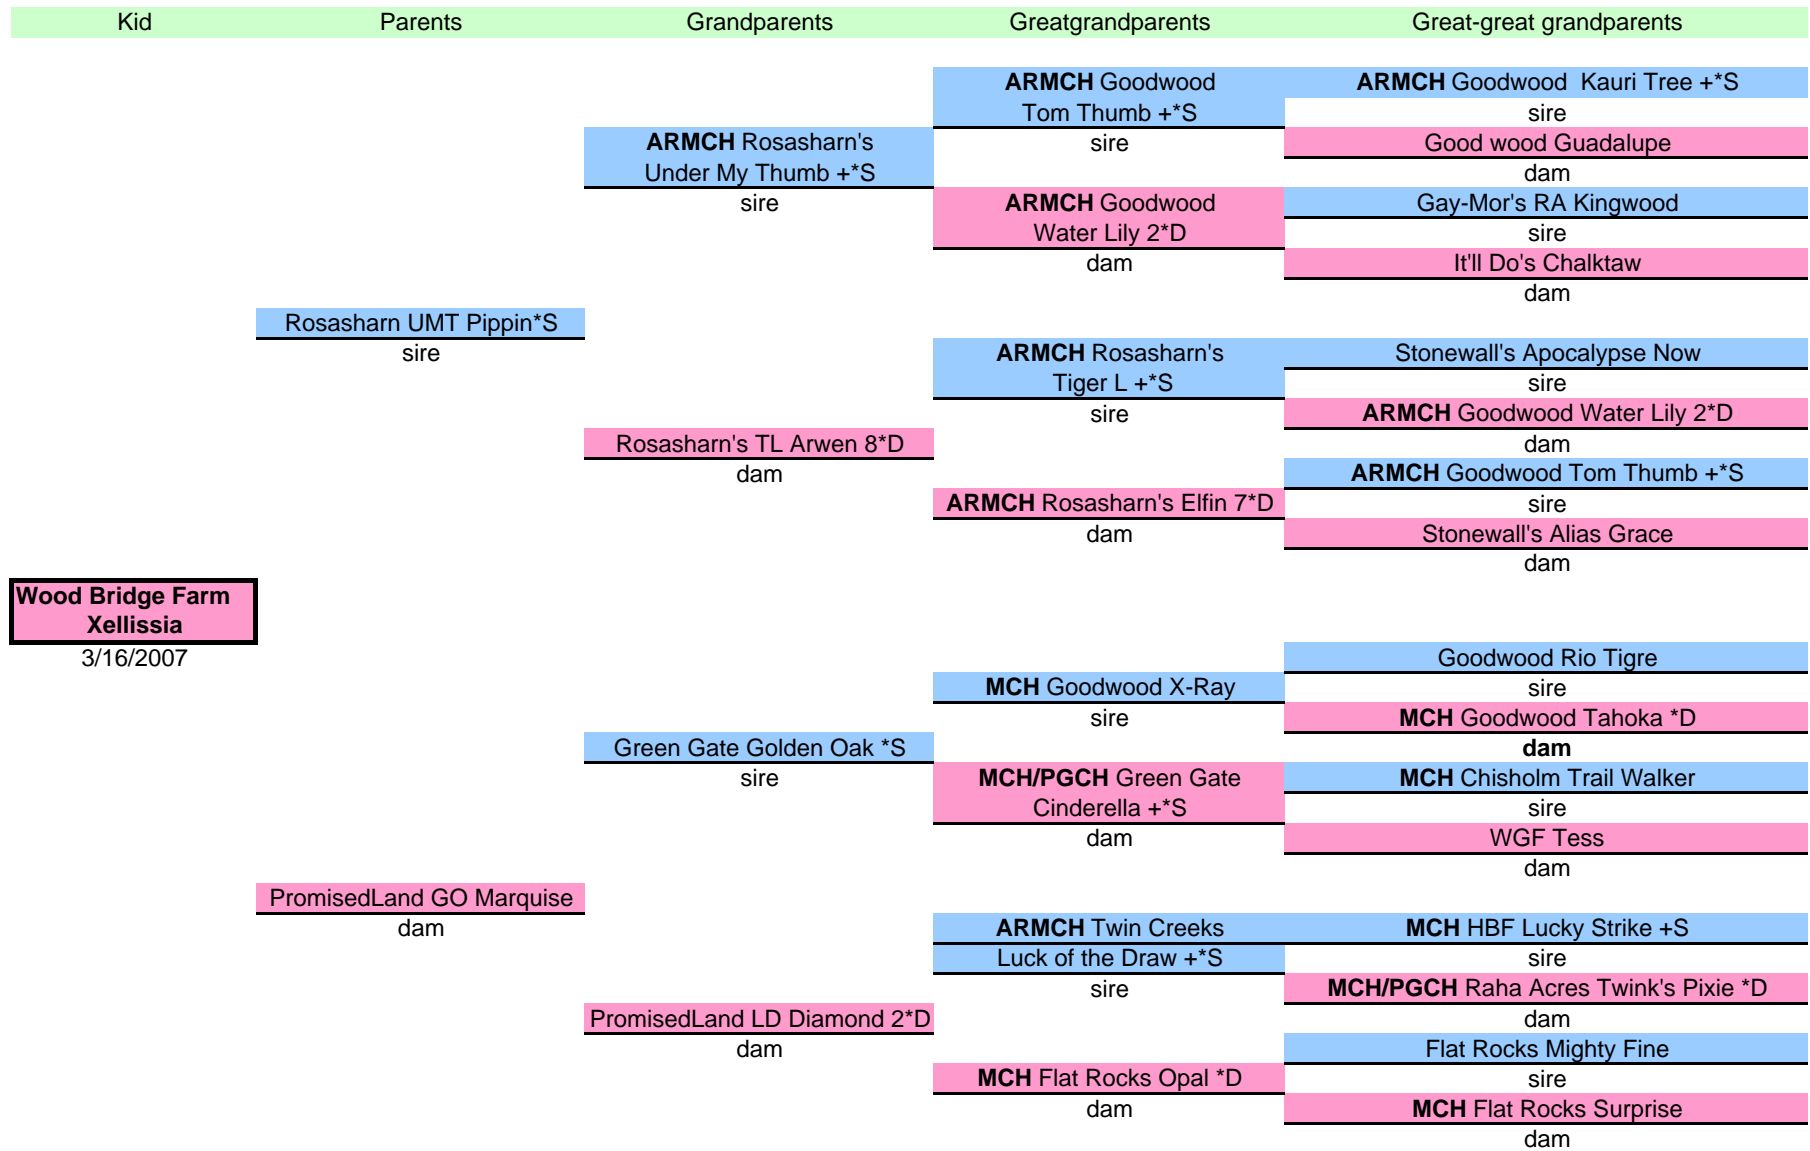 Kid Parents Grandparents Greatgrandparents Great-great grandparents
ARMCH Goodwood ARMCH Goodwood  Kauri Tree +*S
Tom Thumb +*S sire
ARMCH Rosasharn's sire Good wood Guadalupe
Under My Thumb +*S dam
sire ARMCH Goodwood Gay-Mor's RA Kingwood
Water Lily 2*D sire
dam It'll Do's Chalktaw
dam
Rosasharn UMT Pippin*S
sire ARMCH Rosasharn's Stonewall's Apocalypse Now
Tiger L +*S sire
sire ARMCH Goodwood Water Lily 2*D
Rosasharn's TL Arwen 8*D dam
dam ARMCH Goodwood Tom Thumb +*S
ARMCH Rosasharn's Elfin 7*D sire
dam Stonewall's Alias Grace
dam
Wood Bridge Farm
Xellissia
3/16/2007 Goodwood Rio Tigre
MCH Goodwood X-Ray sire
sire MCH Goodwood Tahoka *D
Green Gate Golden Oak *S dam
sire MCH/PGCH Green Gate MCH Chisholm Trail Walker
Cinderella +*S sire
dam WGF Tess
dam
PromisedLand GO Marquise
dam ARMCH Twin Creeks MCH HBF Lucky Strike +S
Luck of the Draw +*S sire
sire MCH/PGCH Raha Acres Twink's Pixie *D
PromisedLand LD Diamond 2*D dam
dam Flat Rocks Mighty Fine
MCH Flat Rocks Opal *D sire
dam MCH Flat Rocks Surprise
dam